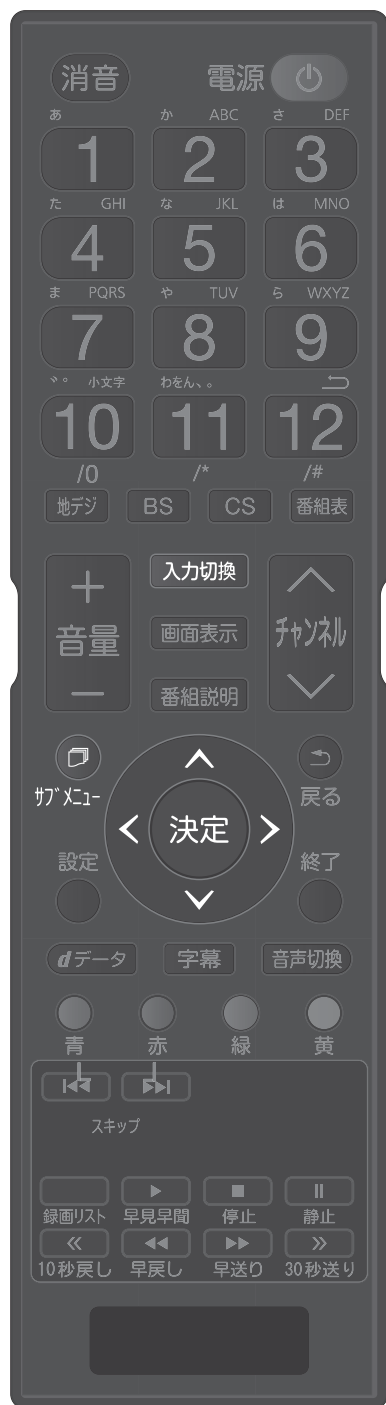 消音 電源
あ か ABC さ DEF
1 2 3
た GHI な JKL は MNO
4 5 6
ま PQRS や TUV ら WXYZ
7 8 9
゛゜ 小文字 わをん、。
10 11 12
/0 /* /#
地デジ BS CS 番組表
入力切換
+ 音量 −
画面表示
チャンネル
番組説明
サブメニュー
戻る
決定
設定
終了
dデータ 字幕 音声切換
青 赤 緑 黄
スキップ
録画リスト 早見早聞 停止 静止
10秒戻し 早戻し 早送り 30秒送り